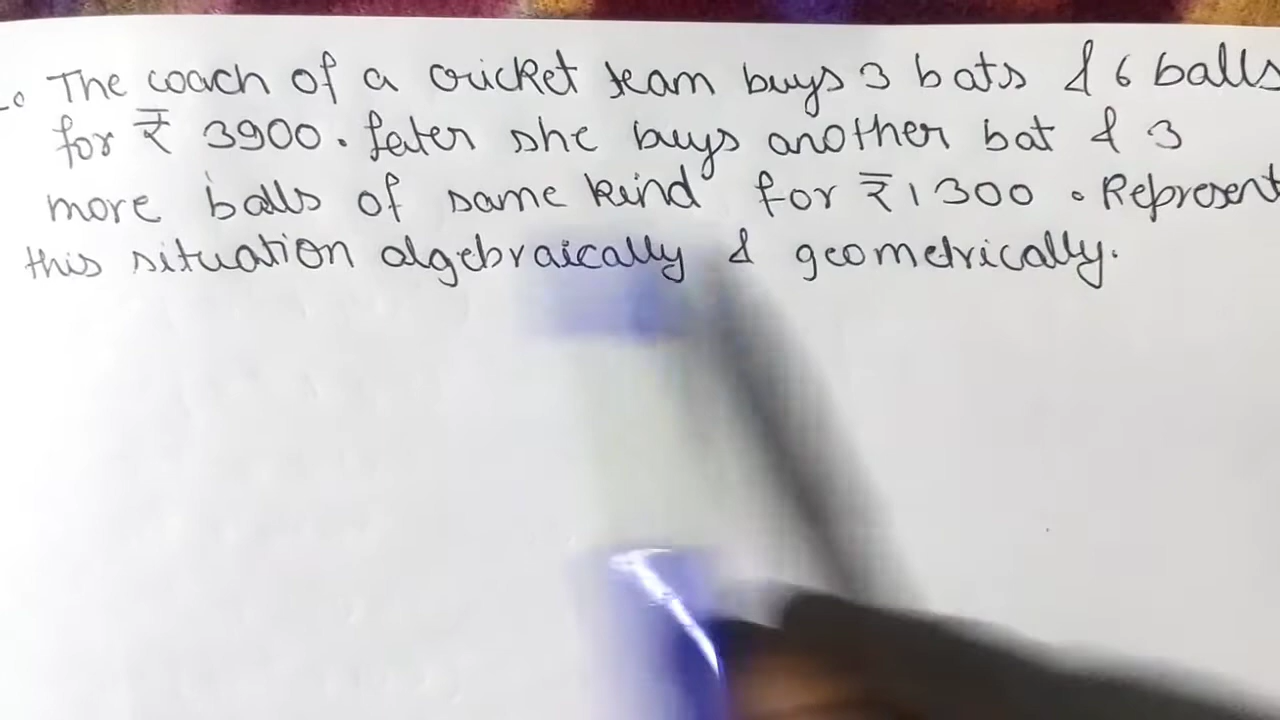 The coach of a cricket team buys 3 bats & 6 balls
for ₹ 3900. later she buys another bat & 3
more balls of same kind for ₹1300. Represent
this situation algebraically & geometrically.